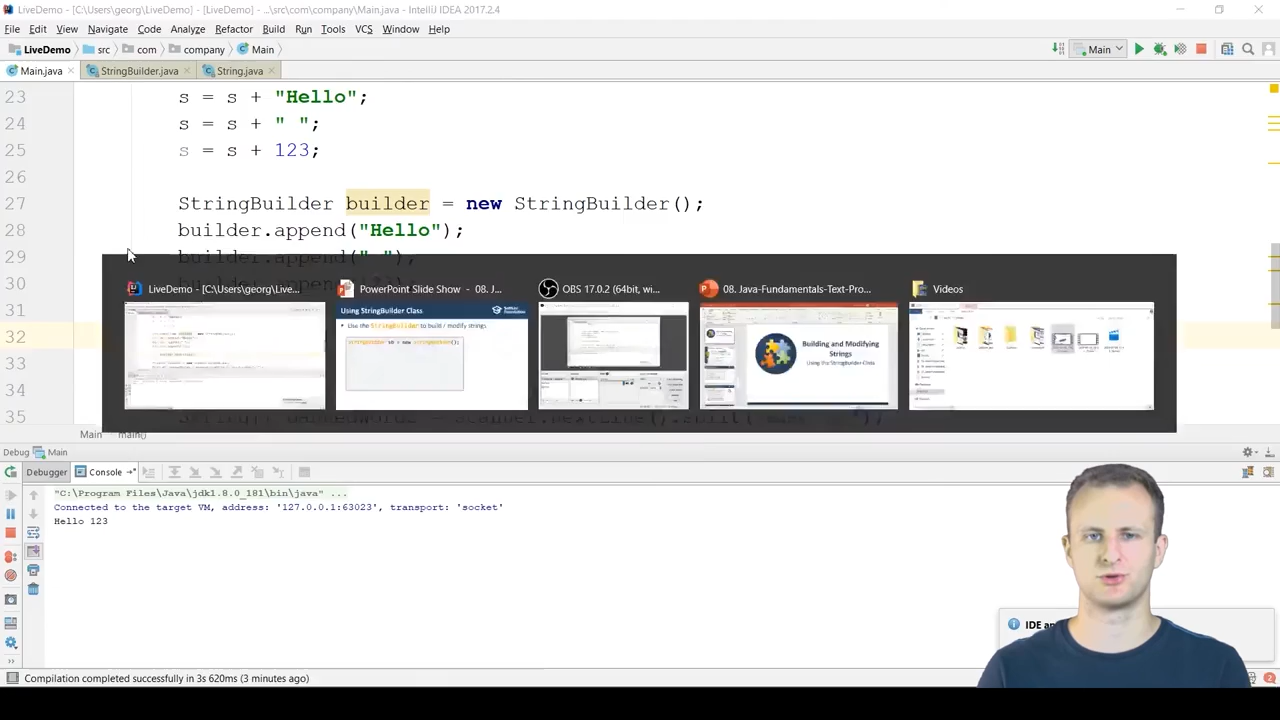 LiveDemo - [C:\Users\georg\LiveDemo] - [LiveDemo] - ...\src\com\company\Main.java - IntelliJ IDEA 2017.2.4
File Edit View Navigate Code Analyze Refactor Build Run Tools VCS Window Help
LiveDemo src com company Main Main
Main.java StringBuilder.java String.java
23 s = s + "Hello";
24 s = s + " ";
25 s = s + 123;
26
27 StringBuilder builder = new StringBuilder();
28 builder.append("Hello");
29 builder.append(" ");
30
31
32
33
34
35
LiveDemo - [C:\Users\georg\Live... PowerPoint Slide Show - 08. J... OBS 17.0.2 (64bit, wi... 08. Java-Fundamentals-Text-Pro... Videos
Using StringBuilder Class
Use the StringBuilder to build / modify strings
Building and Modifying
Strings
Using the StringBuilder Class
Main main()
Debug Main
Debugger Console
"C:\Program Files\Java\jdk1.8.0_181\bin\java" ...
Connected to the target VM, address: '127.0.0.1:63023', transport: 'socket'
Hello 123
IDE
Compilation completed successfully in 3s 620ms (3 minutes ago)
2